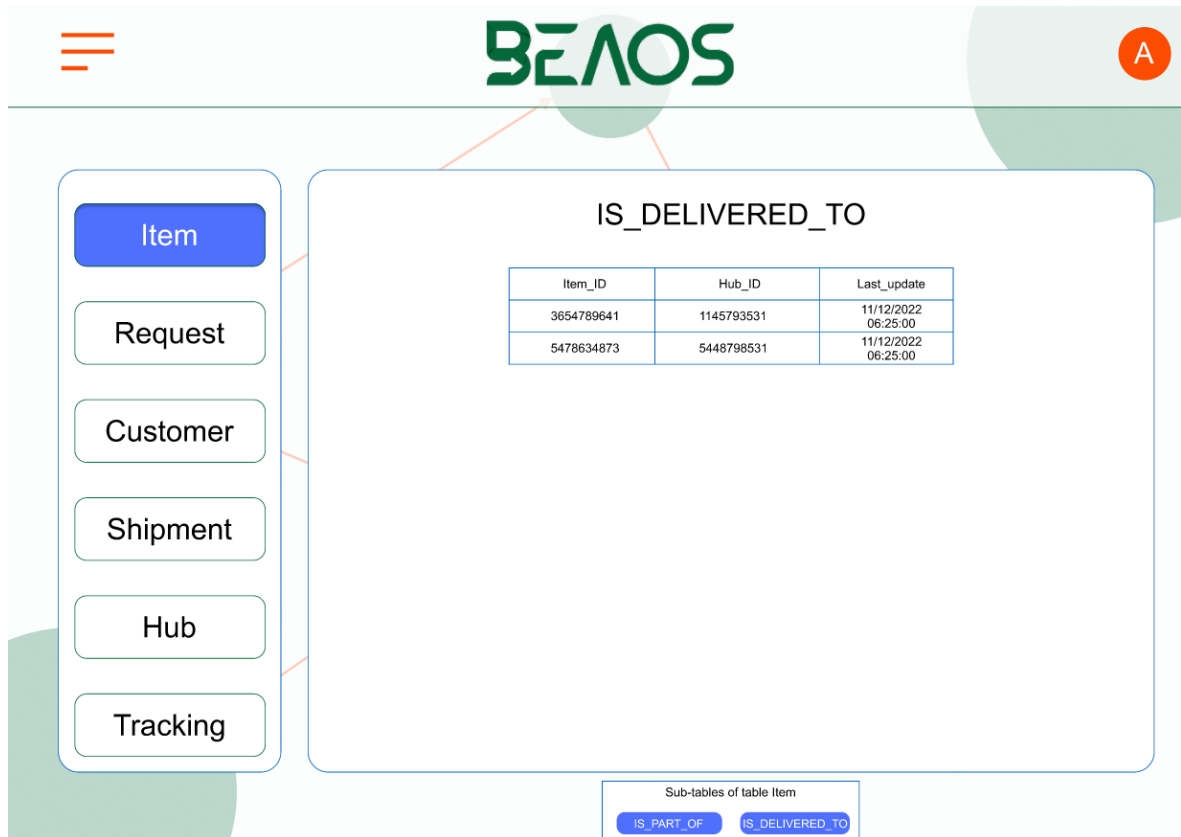 BEAOS
A
Item
Request
Customer
Shipment
Hub
Tracking
IS_DELIVERED_TO
Item_ID Hub_ID Last_update
3654789641 1145793531 11/12/2022
06:25:00
5478634873 5448798531 11/12/2022
06:25:00
Sub-tables of table Item
IS_PART_OF IS_DELIVERED_TO